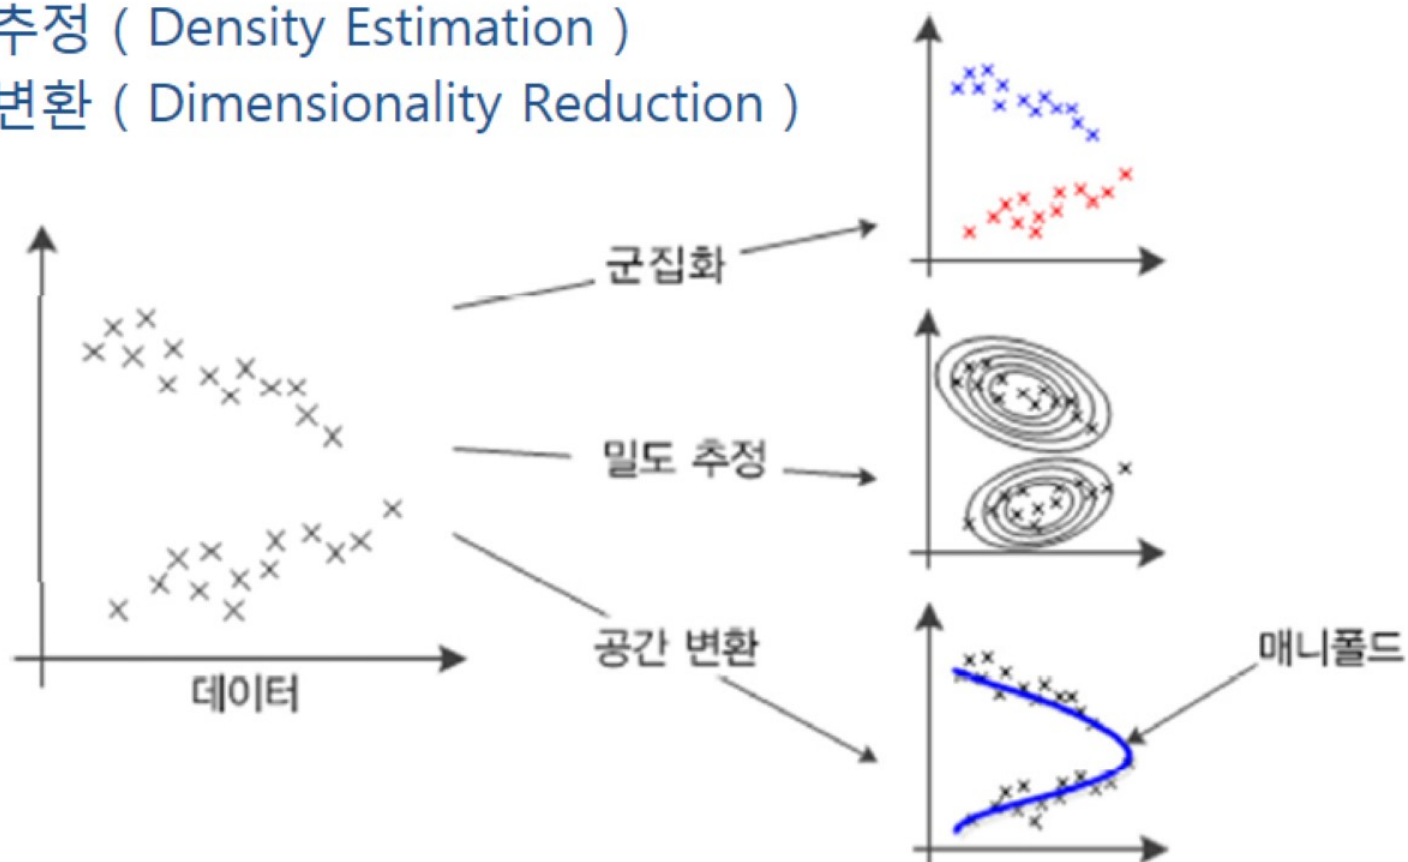 추정 ( Density Estimation )
변환 ( Dimensionality Reduction )
군집화
밀도 추정
공간 변환
매니폴드
데이터